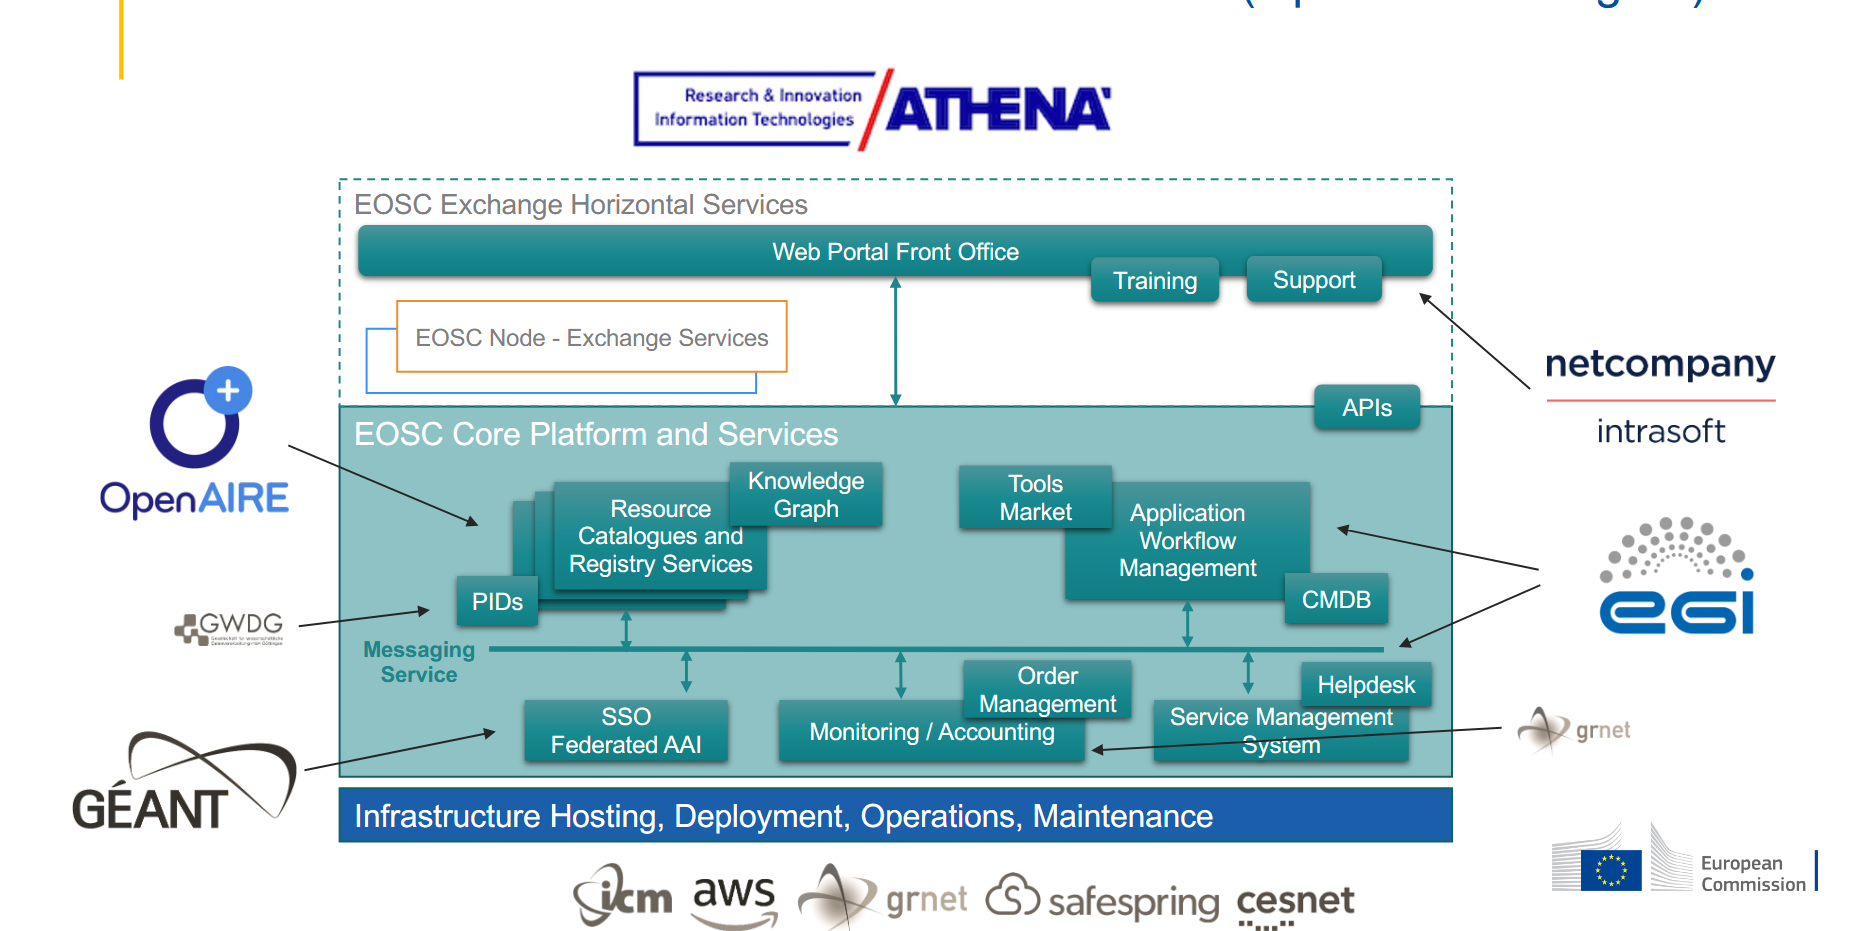 Research & Innovation
Information Technologies
ATHENA
EOSC Exchange Horizontal Services
Web Portal Front Office
Training
Support
EOSC Node - Exchange Services
netcompany
intrasoft
APIs
OpenAIRE
EOSC Core Platform and Services
Knowledge
Graph
Resource
Catalogues and
Registry Services
PIDs
Tools
Market
Application
Workflow
Management
CMDB
egi
GWDG
Messaging
Service
Order
Management
Helpdesk
SSO
Federated AAI
Monitoring / Accounting
Service Management
System
grnet
GÉANT
Infrastructure Hosting, Deployment, Operations, Maintenance
icm
aws
grnet
safespring
cesnet
European
Commission